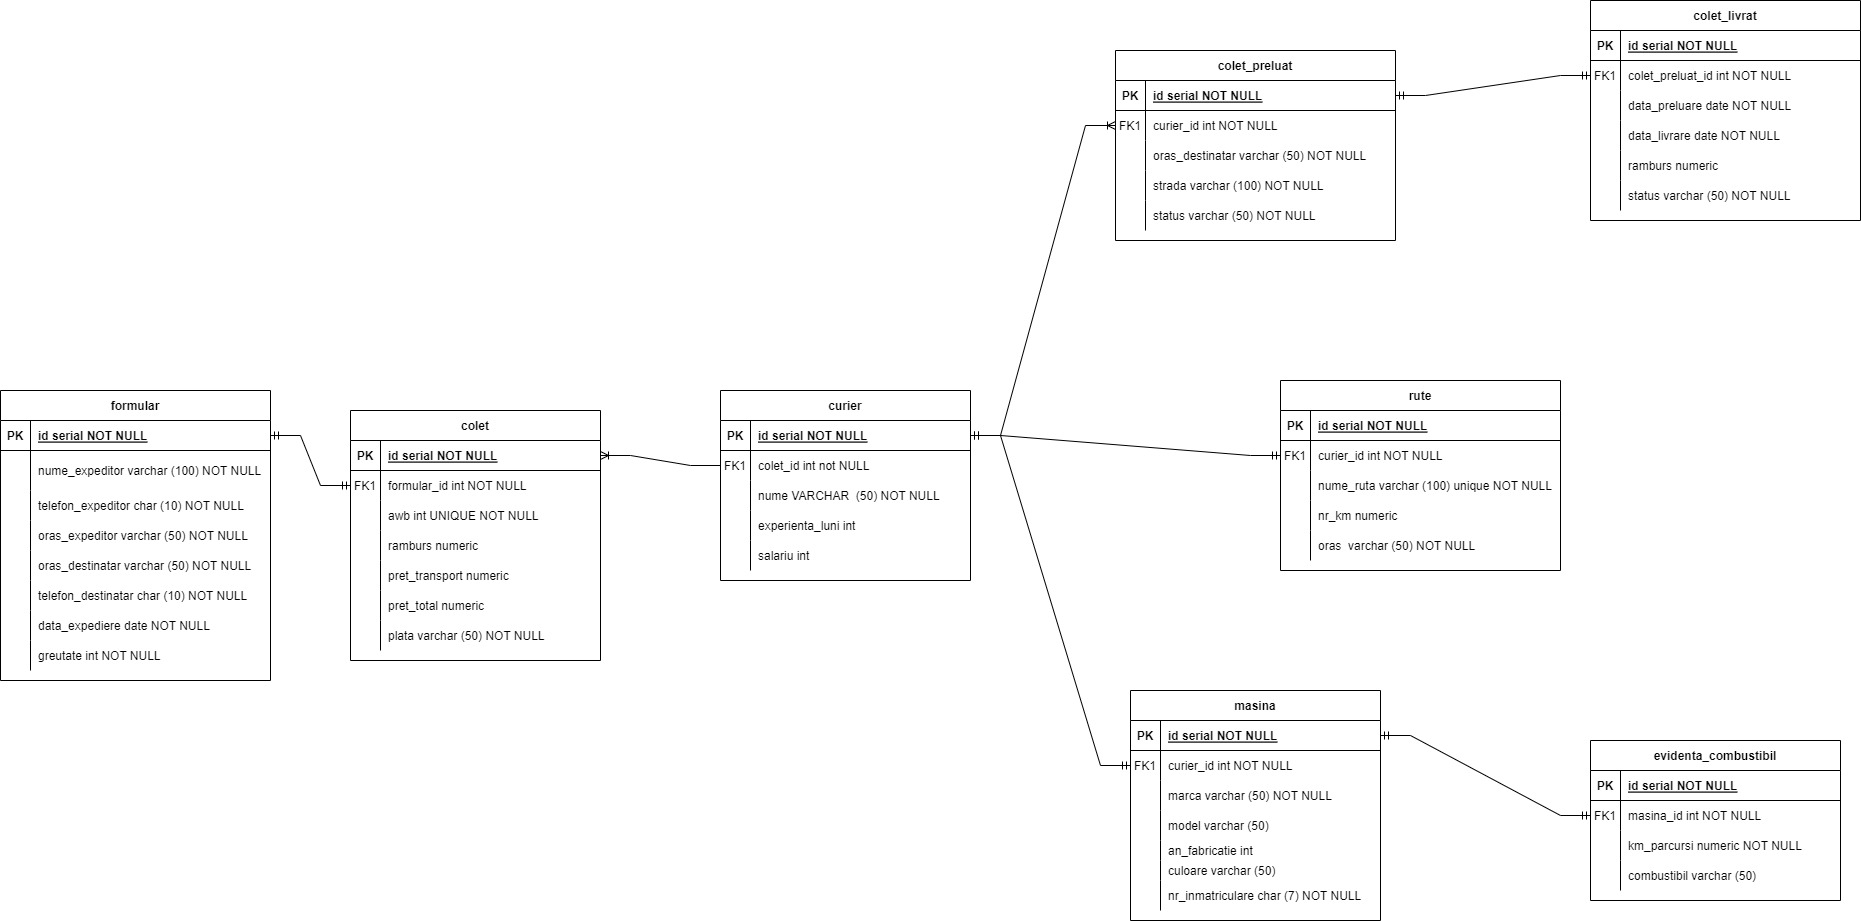 colet_livrat
PK id serial NOT NULL
FK1 colet_preluat_id int NOT NULL
data_preluare date NOT NULL
data_livrare date NOT NULL
ramburs numeric
status varchar (50) NOT NULL
colet_preluat
PK id serial NOT NULL
FK1 curier_id int NOT NULL
oras_destinatar varchar (50) NOT NULL
strada varchar (100) NOT NULL
status varchar (50) NOT NULL
formular
PK id serial NOT NULL
nume_expeditor varchar (100) NOT NULL
telefon_expeditor char (10) NOT NULL
oras_expeditor varchar (50) NOT NULL
oras_destinatar varchar (50) NOT NULL
telefon_destinatar char (10) NOT NULL
data_expediere date NOT NULL
greutate int NOT NULL
colet
PK id serial NOT NULL
FK1 formular_id int NOT NULL
awb int UNIQUE NOT NULL
ramburs numeric
pret_transport numeric
pret_total numeric
plata varchar (50) NOT NULL
curier
PK id serial NOT NULL
FK1 colet_id int not NULL
nume VARCHAR  (50) NOT NULL
experienta_luni int
salariu int
rute
PK id serial NOT NULL
FK1 curier_id int NOT NULL
nume_ruta varchar (100) unique NOT NULL
nr_km numeric
oras  varchar (50) NOT NULL
masina
PK id serial NOT NULL
FK1 curier_id int NOT NULL
marca varchar (50) NOT NULL
model varchar (50)
an_fabricatie int
culoare varchar (50)
nr_inmatriculare char (7) NOT NULL
evidenta_combustibil
PK id serial NOT NULL
FK1 masina_id int NOT NULL
km_parcursi numeric NOT NULL
combustibil varchar (50)